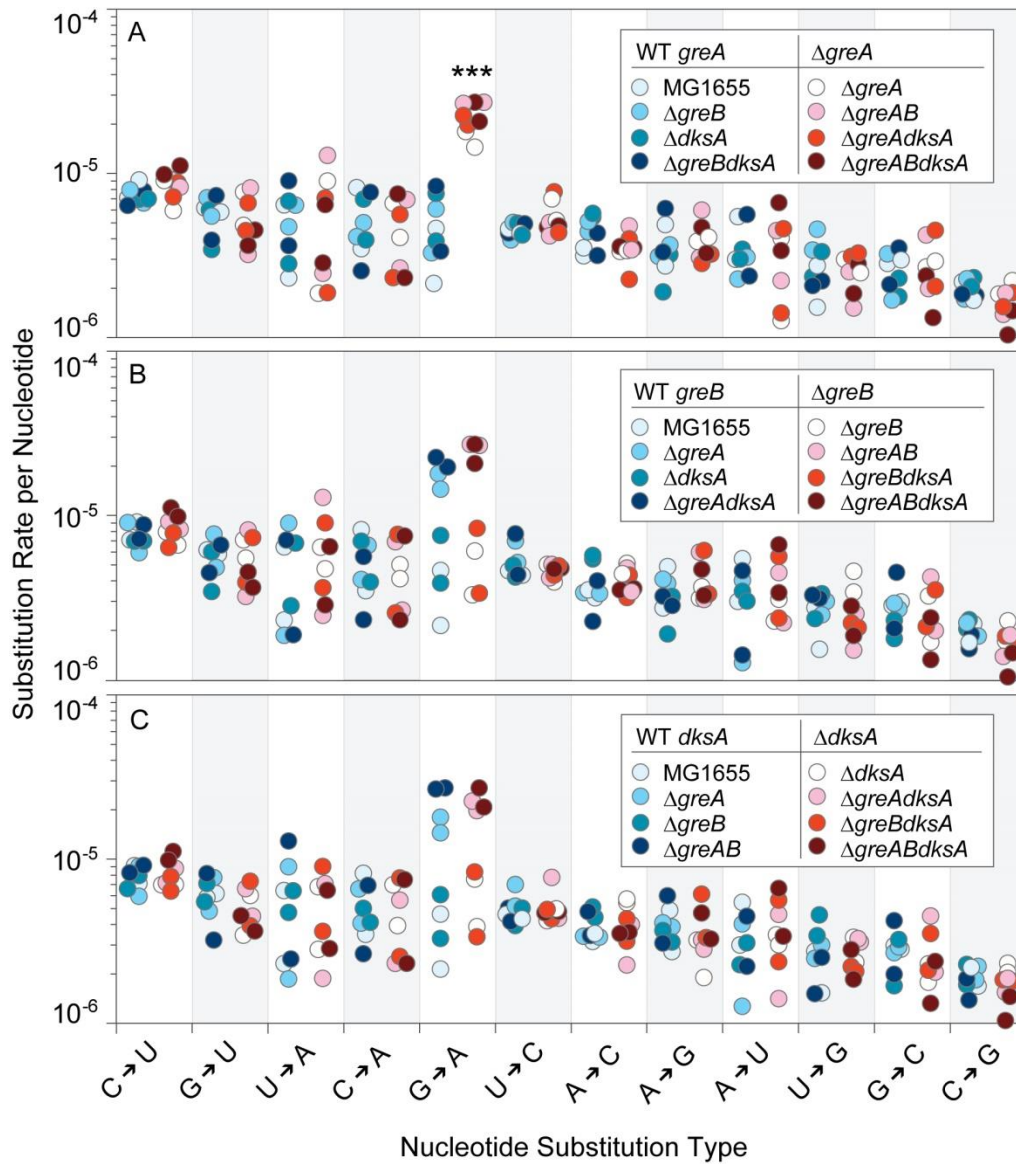 Substitution Rate per Nucleotide
A
10⁻⁴
10⁻⁵
10⁻⁶
***
WT greA ΔgreA
MG1655 ΔgreA
ΔgreB ΔgreAB
ΔdksA ΔgreAdksA
ΔgreBdksA ΔgreABdksA
B
10⁻⁴
10⁻⁵
10⁻⁶
WT greB ΔgreB
MG1655 ΔgreB
ΔgreA ΔgreAB
ΔdksA ΔgreBdksA
ΔgreAdksA ΔgreABdksA
C
10⁻⁴
10⁻⁵
10⁻⁶
WT dksA ΔdksA
MG1655 ΔdksA
ΔgreA ΔgreAdksA
ΔgreB ΔgreBdksA
ΔgreAB ΔgreABdksA
C→U G→U U→A C→A G→A U→C A→C A→G A→U U→G G→C C→G
Nucleotide Substitution Type